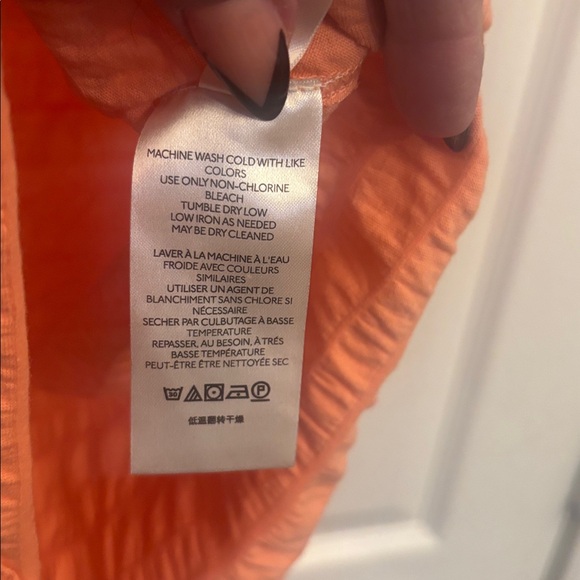 MACHINE WASH COLD WITH LIKE
COLORS
USE ONLY NON-CHLORINE
BLEACH
TUMBLE DRY LOW
LOW IRON AS NEEDED
MAY BE DRY CLEANED
LAVER À LA MACHINE À L'EAU
FROIDE AVEC COULEURS
SIMILAIRES
UTILISER UN AGENT DE
BLANCHIMENT SANS CHLORE SI
NÉCESSAIRE
SECHER PAR CULBUTAGE À BASSE
TEMPERATURE
REPASSER, AU BESOIN, À TRÉS
BASSE TEMPÉRATURE
PEUT-ÊTRE ÊTRE NETTOYÉE SEC
30 P
低温翻转干燥